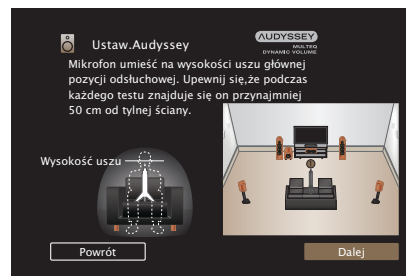 Ustaw.Audyssey
AUDYSSEY
MULTEQ
DYNAMIC VOLUME
Mikrofon umieść na wysokości uszu głównej
pozycji odsłuchowej. Upewnij się,że podczas
każdego testu znajduje się on przynajmniej
50 cm od tylnej ściany.
Wysokość uszu
Powrót
Dalej